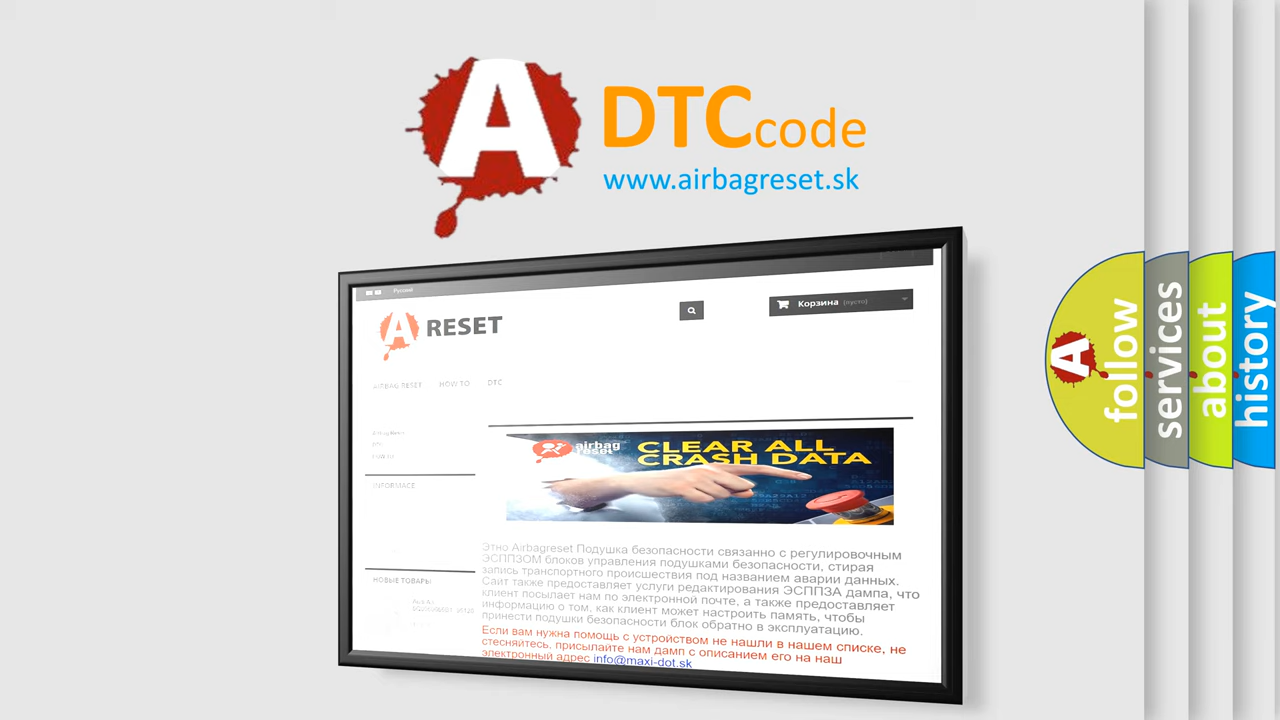 A DTCcode
www.airbagreset.sk
Русский
Корзина (пусто)
A RESET
AIRBAG RESET HOW TO DTC
INFORMACE
airbag
reset
CLEAR ALL
CRASH DATA
Этно Airbagreset Подушка безопасности связанно с регулировочным
ЭСППЗОМ блоков управления подушками безопасности, стирая
запись транспортного происшествия под названием аварии данных.
Сайт также предоставляет услуги редактирования ЭСППЗА дампа, что
клиент посылает нам по электронной почте, а также предоставляет
информацию о том, как клиент может настроить память, чтобы
принести подушки безопасности блок обратно в эксплуатацию.
НОВЫЕ ТОВАРЫ
Если вам нужна помощь с устройством не нашли в нашем списке, не
стесняйтесь, присылайте нам дамп с описанием его на наш
электронный адрес info@maxi-dot.sk
A follow
services
about
history